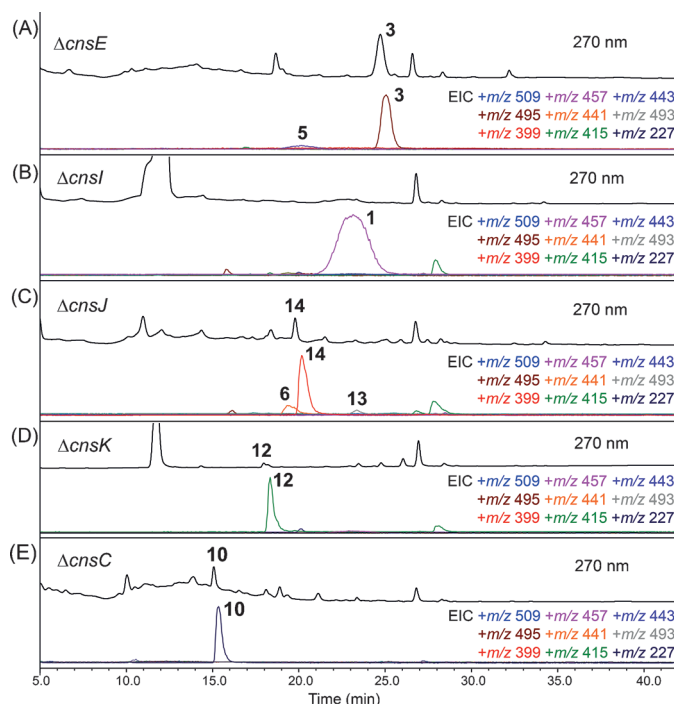 (A)
ΔcnsE
3
270 nm
3
5
EIC +m/z 509 +m/z 457 +m/z 443
+m/z 495 +m/z 441 +m/z 493
+m/z 399 +m/z 415 +m/z 227
(B)
ΔcnsI
270 nm
1
EIC +m/z 509 +m/z 457 +m/z 443
+m/z 495 +m/z 441 +m/z 493
+m/z 399 +m/z 415 +m/z 227
(C)
ΔcnsJ
14
270 nm
14
6
13
EIC +m/z 509 +m/z 457 +m/z 443
+m/z 495 +m/z 441 +m/z 493
+m/z 399 +m/z 415 +m/z 227
(D)
ΔcnsK
12
270 nm
12
EIC +m/z 509 +m/z 457 +m/z 443
+m/z 495 +m/z 441 +m/z 493
+m/z 399 +m/z 415 +m/z 227
(E)
ΔcnsC
10
270 nm
10
EIC +m/z 509 +m/z 457 +m/z 443
+m/z 495 +m/z 441 +m/z 493
+m/z 399 +m/z 415 +m/z 227
5.0 10.0 15.0 20.0 25.0 30.0 35.0 40.0
Time (min)